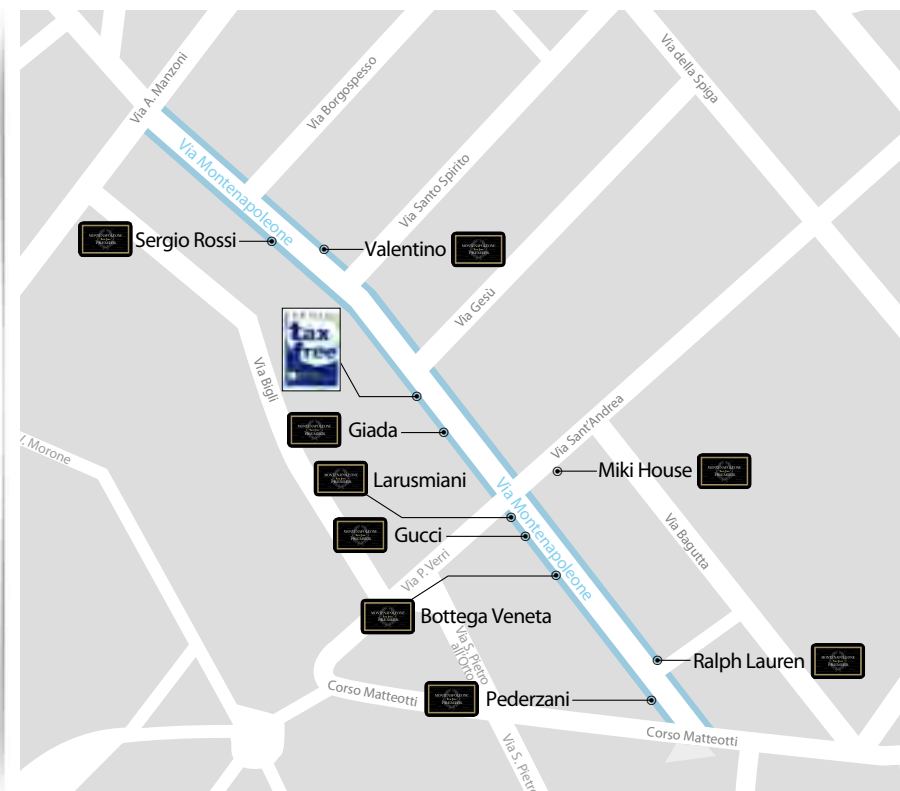 Via A. Manzoni
Via Borgospesso
Via della Spiga
Via Montenapoleone
Via Santo Spirito
Sergio Rossi
Valentino
Via Gesù
tax
free
Via Bigli
Giada
Via Sant'Andrea
Morone
Larusmiani
Miki House
Via Montenapoleone
Gucci
Via Bagutta
Via P. Verri
Bottega Veneta
Via S. Pietro
all'Orto
Ralph Lauren
Corso Matteotti
Pederzani
Corso Matteotti
Via S. Pietro